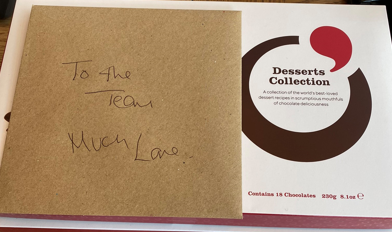 To the
Team
Much Love.
Desserts
Collection
A collection of the world's best-loved
dessert recipes in scrumptious mouthfuls
of chocolate deliciousness
Contains 18 Chocolates 230g 8.1oz ℮